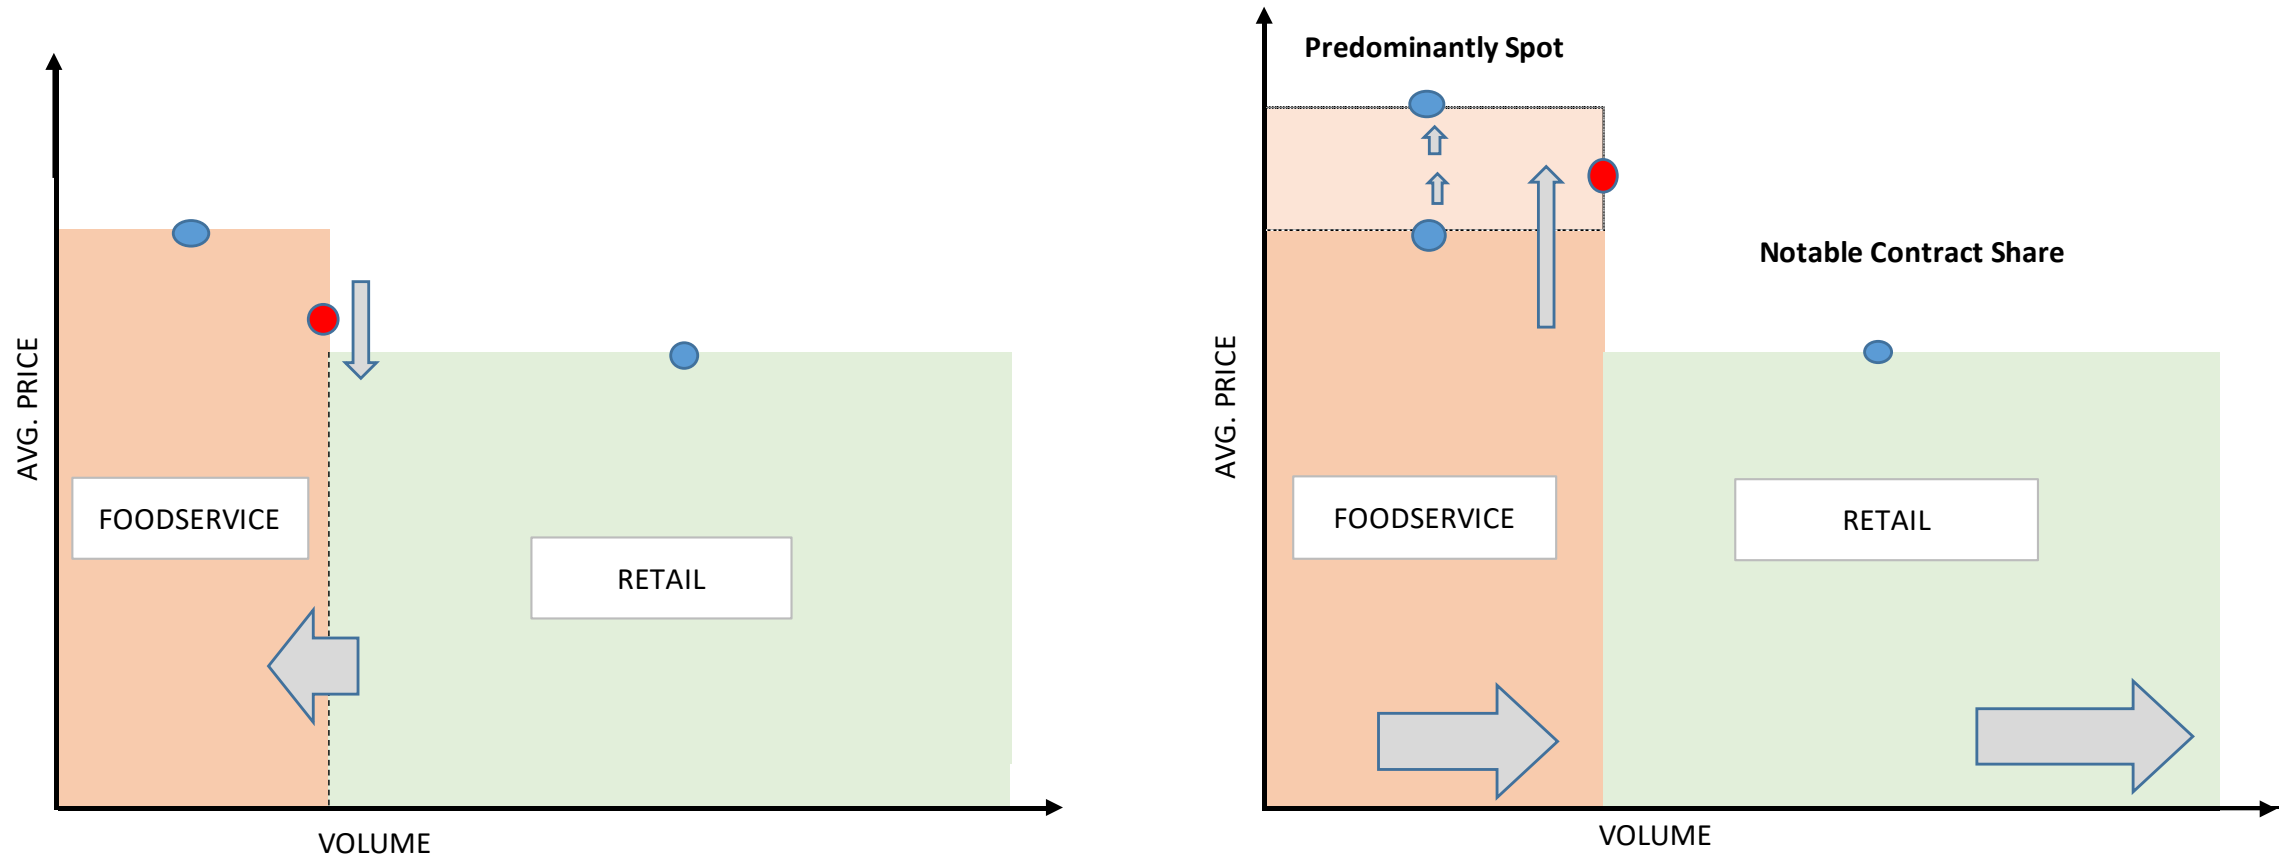 AVG. PRICE
FOODSERVICE
RETAIL
VOLUME
Predominantly Spot
Notable Contract Share
AVG. PRICE
FOODSERVICE
RETAIL
VOLUME